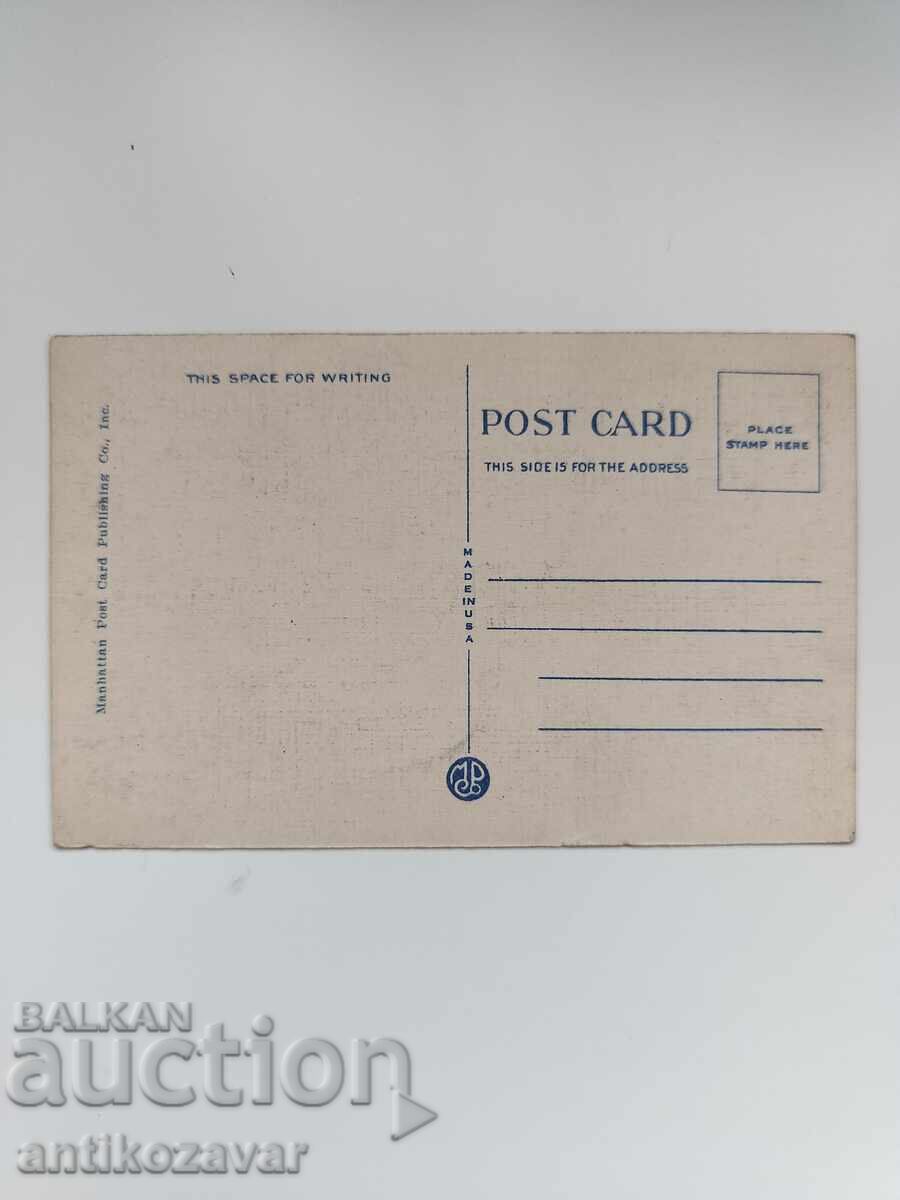 THIS SPACE FOR WRITING
Manhattan Post Card Publishing Co., Inc.
POST CARD
THIS SIDE IS FOR THE ADDRESS
PLACE
STAMP HERE
MADE IN USA
BALKAN
auction
antikozavar